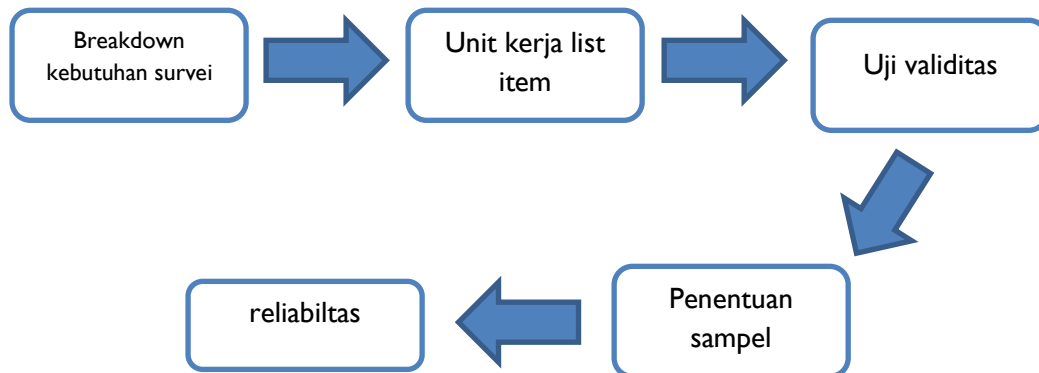 Breakdown
kebutuhan survei
Unit kerja list
item
Uji validitas
Penentuan
sampel
reliabiltas